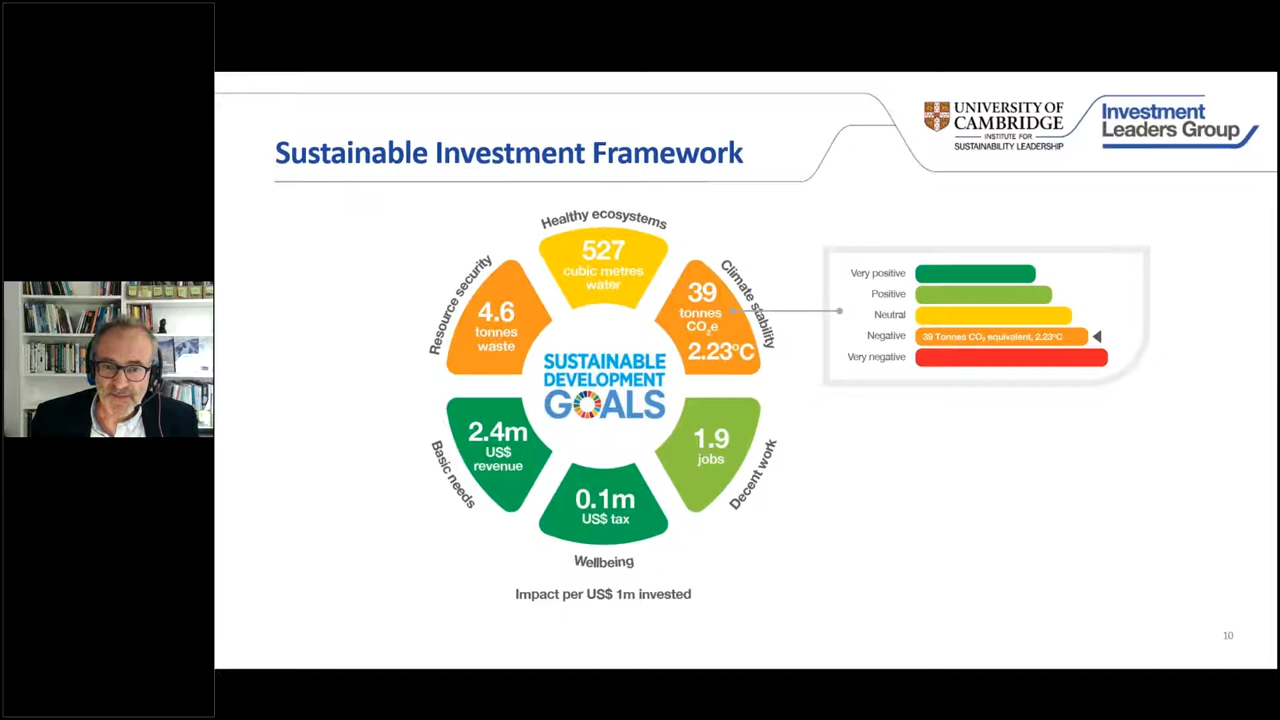 UNIVERSITY OF
CAMBRIDGE
INSTITUTE FOR
SUSTAINABILITY LEADERSHIP
Investment
Leaders Group
Sustainable Investment Framework
Healthy ecosystems
527
cubic metres
water
Climate stability
39
tonnes
CO₂e
2.23ºC
Decent work
1.9
jobs
Wellbeing
0.1m
US$ tax
Basic needs
2.4m
US$
revenue
Resource security
4.6
tonnes
waste
SUSTAINABLE
DEVELOPMENT
GOALS
Impact per US$ 1m invested
Very positive
Positive
Neutral
Negative 39 Tonnes CO₂ equivalent, 2.23ºC
Very negative
10